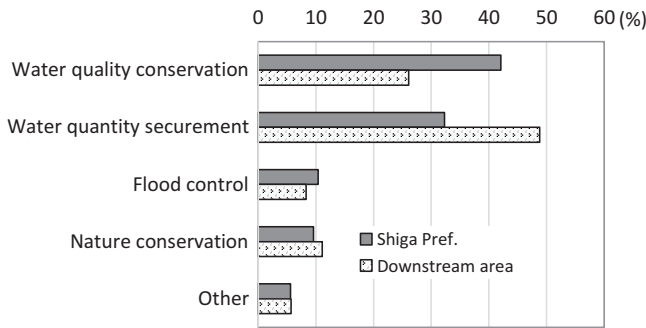 0 10 20 30 40 50 60 (%)
Water quality conservation
Water quantity securement
Flood control
Nature conservation
Other
Shiga Pref.
Downstream area